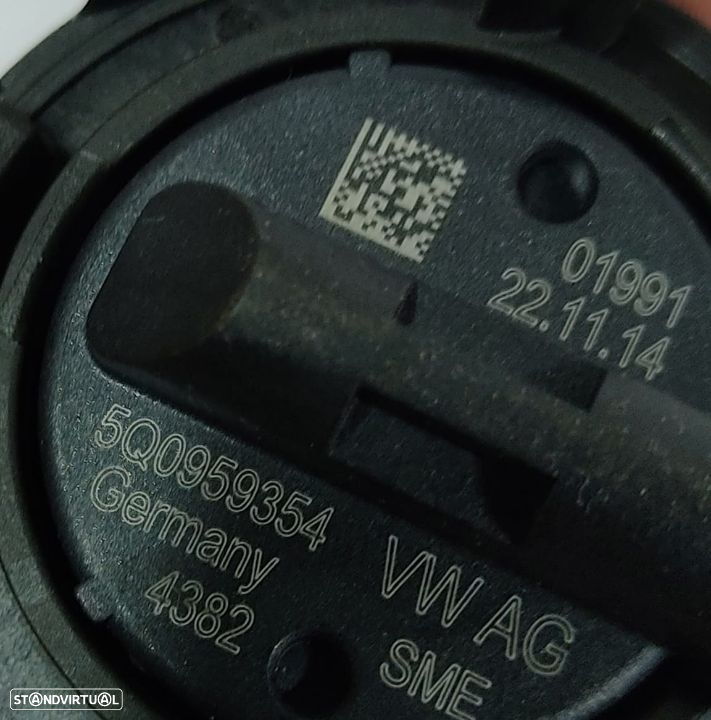 01991
22.11.14
5Q0959354
Germany
4382
VW AG
SME
STANDVIRTUAL